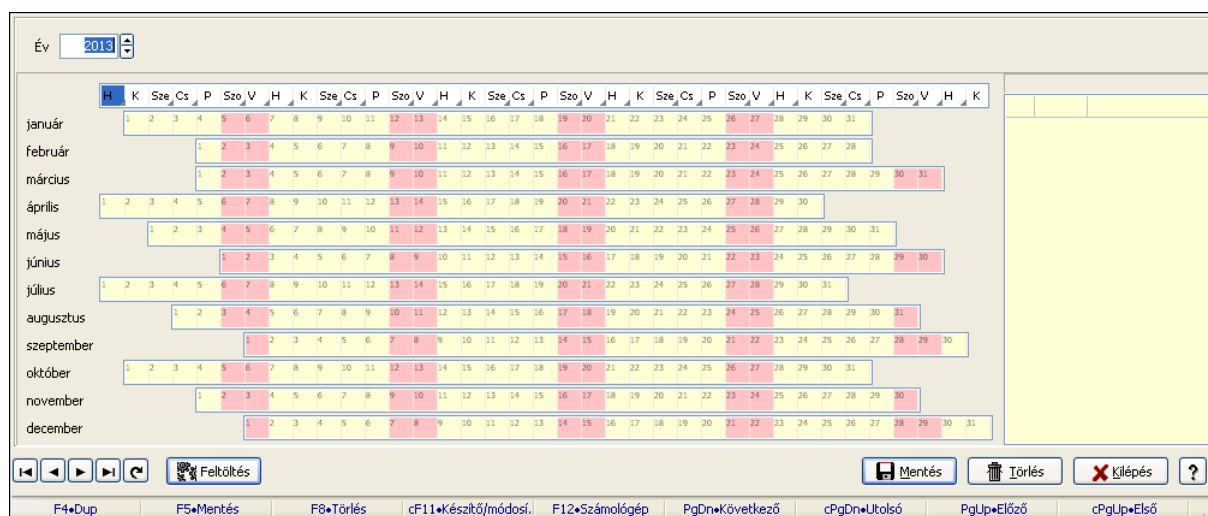 Év 2013
H K Sze Cs P Szo V H K Sze Cs P Szo V H K Sze Cs P Szo V H K Sze Cs P Szo V H K Sze Cs P Szo V H K
január 1 2 3 4 5 6 7 8 9 10 11 12 13 14 15 16 17 18 19 20 21 22 23 24 25 26 27 28 29 30 31
február 1 2 3 4 5 6 7 8 9 10 11 12 13 14 15 16 17 18 19 20 21 22 23 24 25 26 27 28
március 1 2 3 4 5 6 7 8 9 10 11 12 13 14 15 16 17 18 19 20 21 22 23 24 25 26 27 28 29 30 31
április 1 2 3 4 5 6 7 8 9 10 11 12 13 14 15 16 17 18 19 20 21 22 23 24 25 26 27 28 29 30
május 1 2 3 4 5 6 7 8 9 10 11 12 13 14 15 16 17 18 19 20 21 22 23 24 25 26 27 28 29 30 31
június 1 2 3 4 5 6 7 8 9 10 11 12 13 14 15 16 17 18 19 20 21 22 23 24 25 26 27 28 29 30
július 1 2 3 4 5 6 7 8 9 10 11 12 13 14 15 16 17 18 19 20 21 22 23 24 25 26 27 28 29 30 31
augusztus 1 2 3 4 5 6 7 8 9 10 11 12 13 14 15 16 17 18 19 20 21 22 23 24 25 26 27 28 29 30 31
szeptember 1 2 3 4 5 6 7 8 9 10 11 12 13 14 15 16 17 18 19 20 21 22 23 24 25 26 27 28 29 30
október 1 2 3 4 5 6 7 8 9 10 11 12 13 14 15 16 17 18 19 20 21 22 23 24 25 26 27 28 29 30 31
november 1 2 3 4 5 6 7 8 9 10 11 12 13 14 15 16 17 18 19 20 21 22 23 24 25 26 27 28 29 30
december 1 2 3 4 5 6 7 8 9 10 11 12 13 14 15 16 17 18 19 20 21 22 23 24 25 26 27 28 29 30 31
Feltöltés Mentés Törlés Kilépés ?
F4•Dup F5•Mentés F8•Törlés cF11•Készítő/módosí. F12•Számológép PgDn•Következő cPgDn•Utolsó PgUp•Előző cPgUp•Első